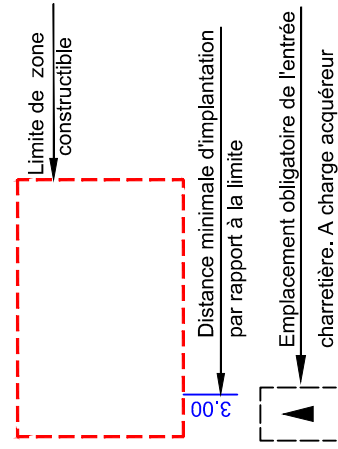 Limite de zone
constructible
Distance minimale d'implantation
par rapport à la limite
3.00
Emplacement obligatoire de l'entrée
charretière. A charge acquéreur